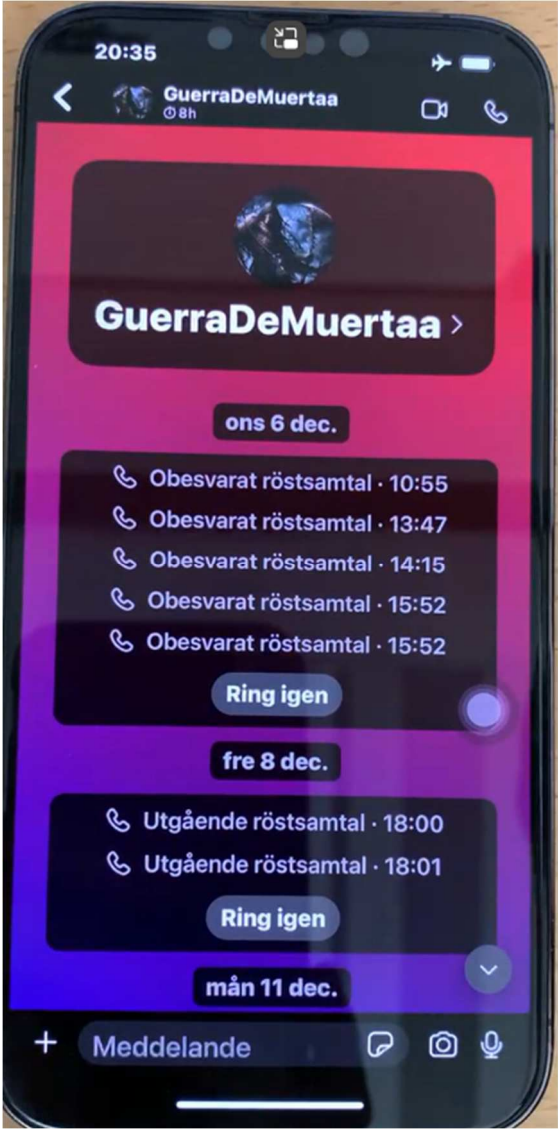 20:35
GuerraDeMuertaa
8h
GuerraDeMuertaa
ons 6 dec.
Obesvarat röstsamtal · 10:55
Obesvarat röstsamtal · 13:47
Obesvarat röstsamtal · 14:15
Obesvarat röstsamtal · 15:52
Obesvarat röstsamtal · 15:52
Ring igen
fre 8 dec.
Utgående röstsamtal · 18:00
Utgående röstsamtal · 18:01
Ring igen
mån 11 dec.
Meddelande